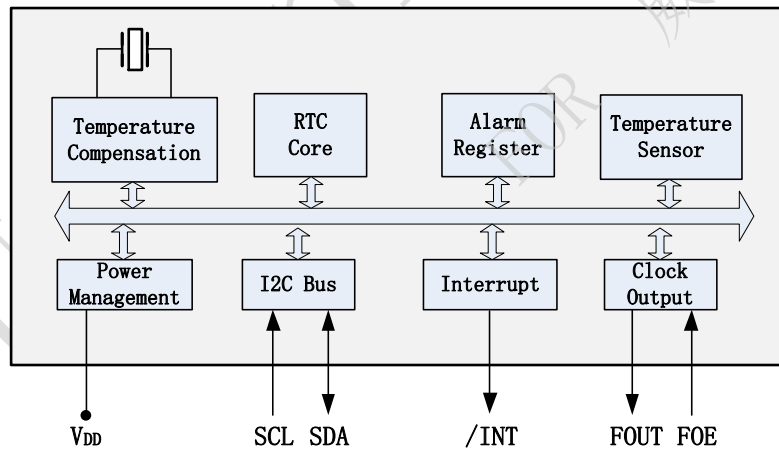 Temperature
Compensation
RTC
Core
Alarm
Register
Temperature
Sensor
Power
Management
I2C Bus
Interrupt
Clock
Output
VDD
SCL SDA
/INT
FOUT FOE
FOR